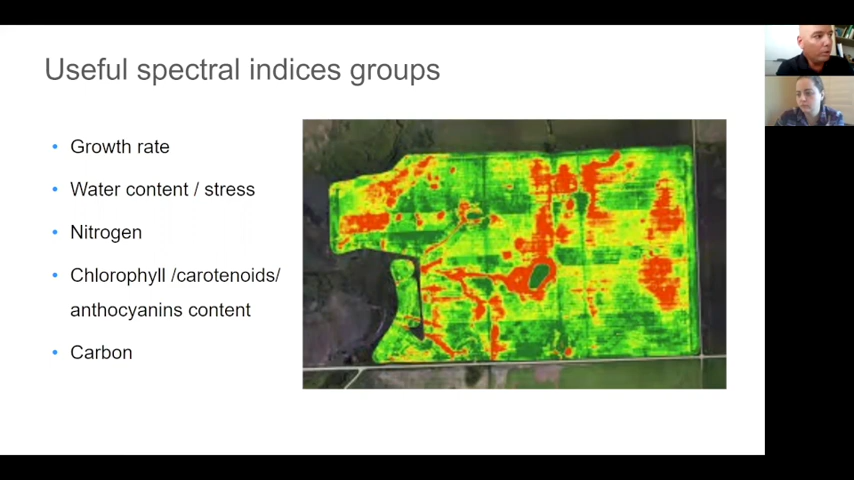 Useful spectral indices groups
• Growth rate
• Water content / stress
• Nitrogen
• Chlorophyll /carotenoids/
anthocyanins content
• Carbon